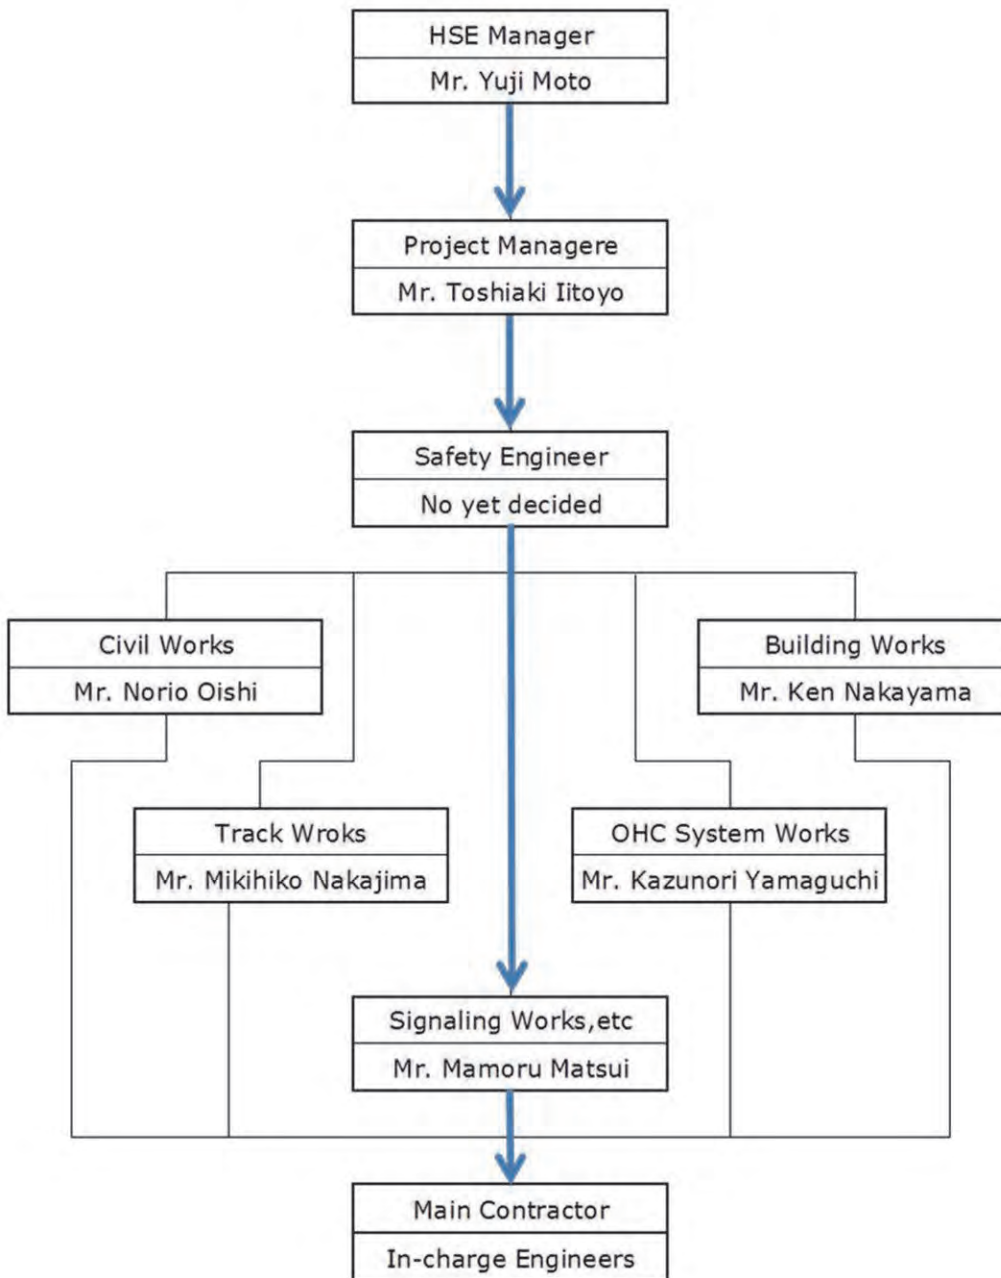 HSE Manager
Mr. Yuji Moto
Project Managere
Mr. Toshiaki Iitoyo
Safety Engineer
No yet decided
Civil Works
Mr. Norio Oishi
Building Works
Mr. Ken Nakayama
Track Wroks
Mr. Mikihiko Nakajima
OHC System Works
Mr. Kazunori Yamaguchi
Signaling Works,etc
Mr. Mamoru Matsui
Main Contractor
In-charge Engineers